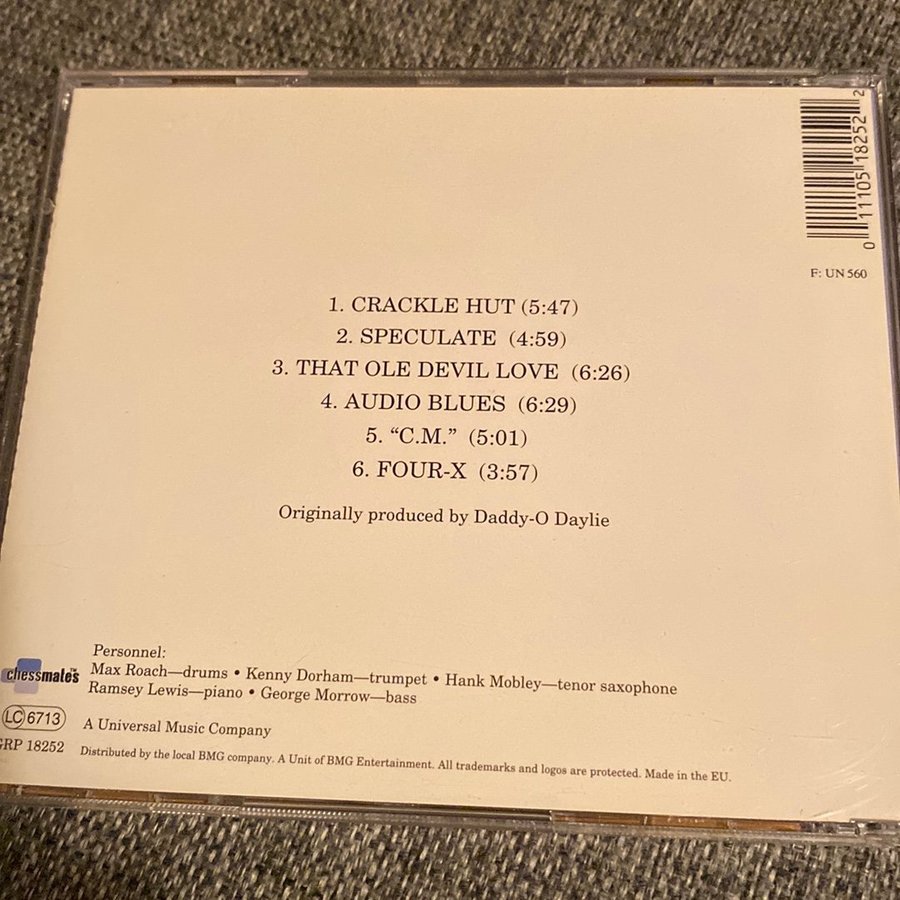 0 11105 18252 2
F: UN 560
1. CRACKLE HUT (5:47)
2. SPECULATE (4:59)
3. THAT OLE DEVIL LOVE (6:26)
4. AUDIO BLUES (6:29)
5. “C.M.” (5:01)
6. FOUR-X (3:57)
Originally produced by Daddy-O Daylie
Personnel:
Max Roach—drums • Kenny Dorham—trumpet • Hank Mobley—tenor saxophone
Ramsey Lewis—piano • George Morrow—bass
chessmates™
LC 6713
A Universal Music Company
GRP 18252
Distributed by the local BMG company. A Unit of BMG Entertainment. All trademarks and logos are protected. Made in the EU.